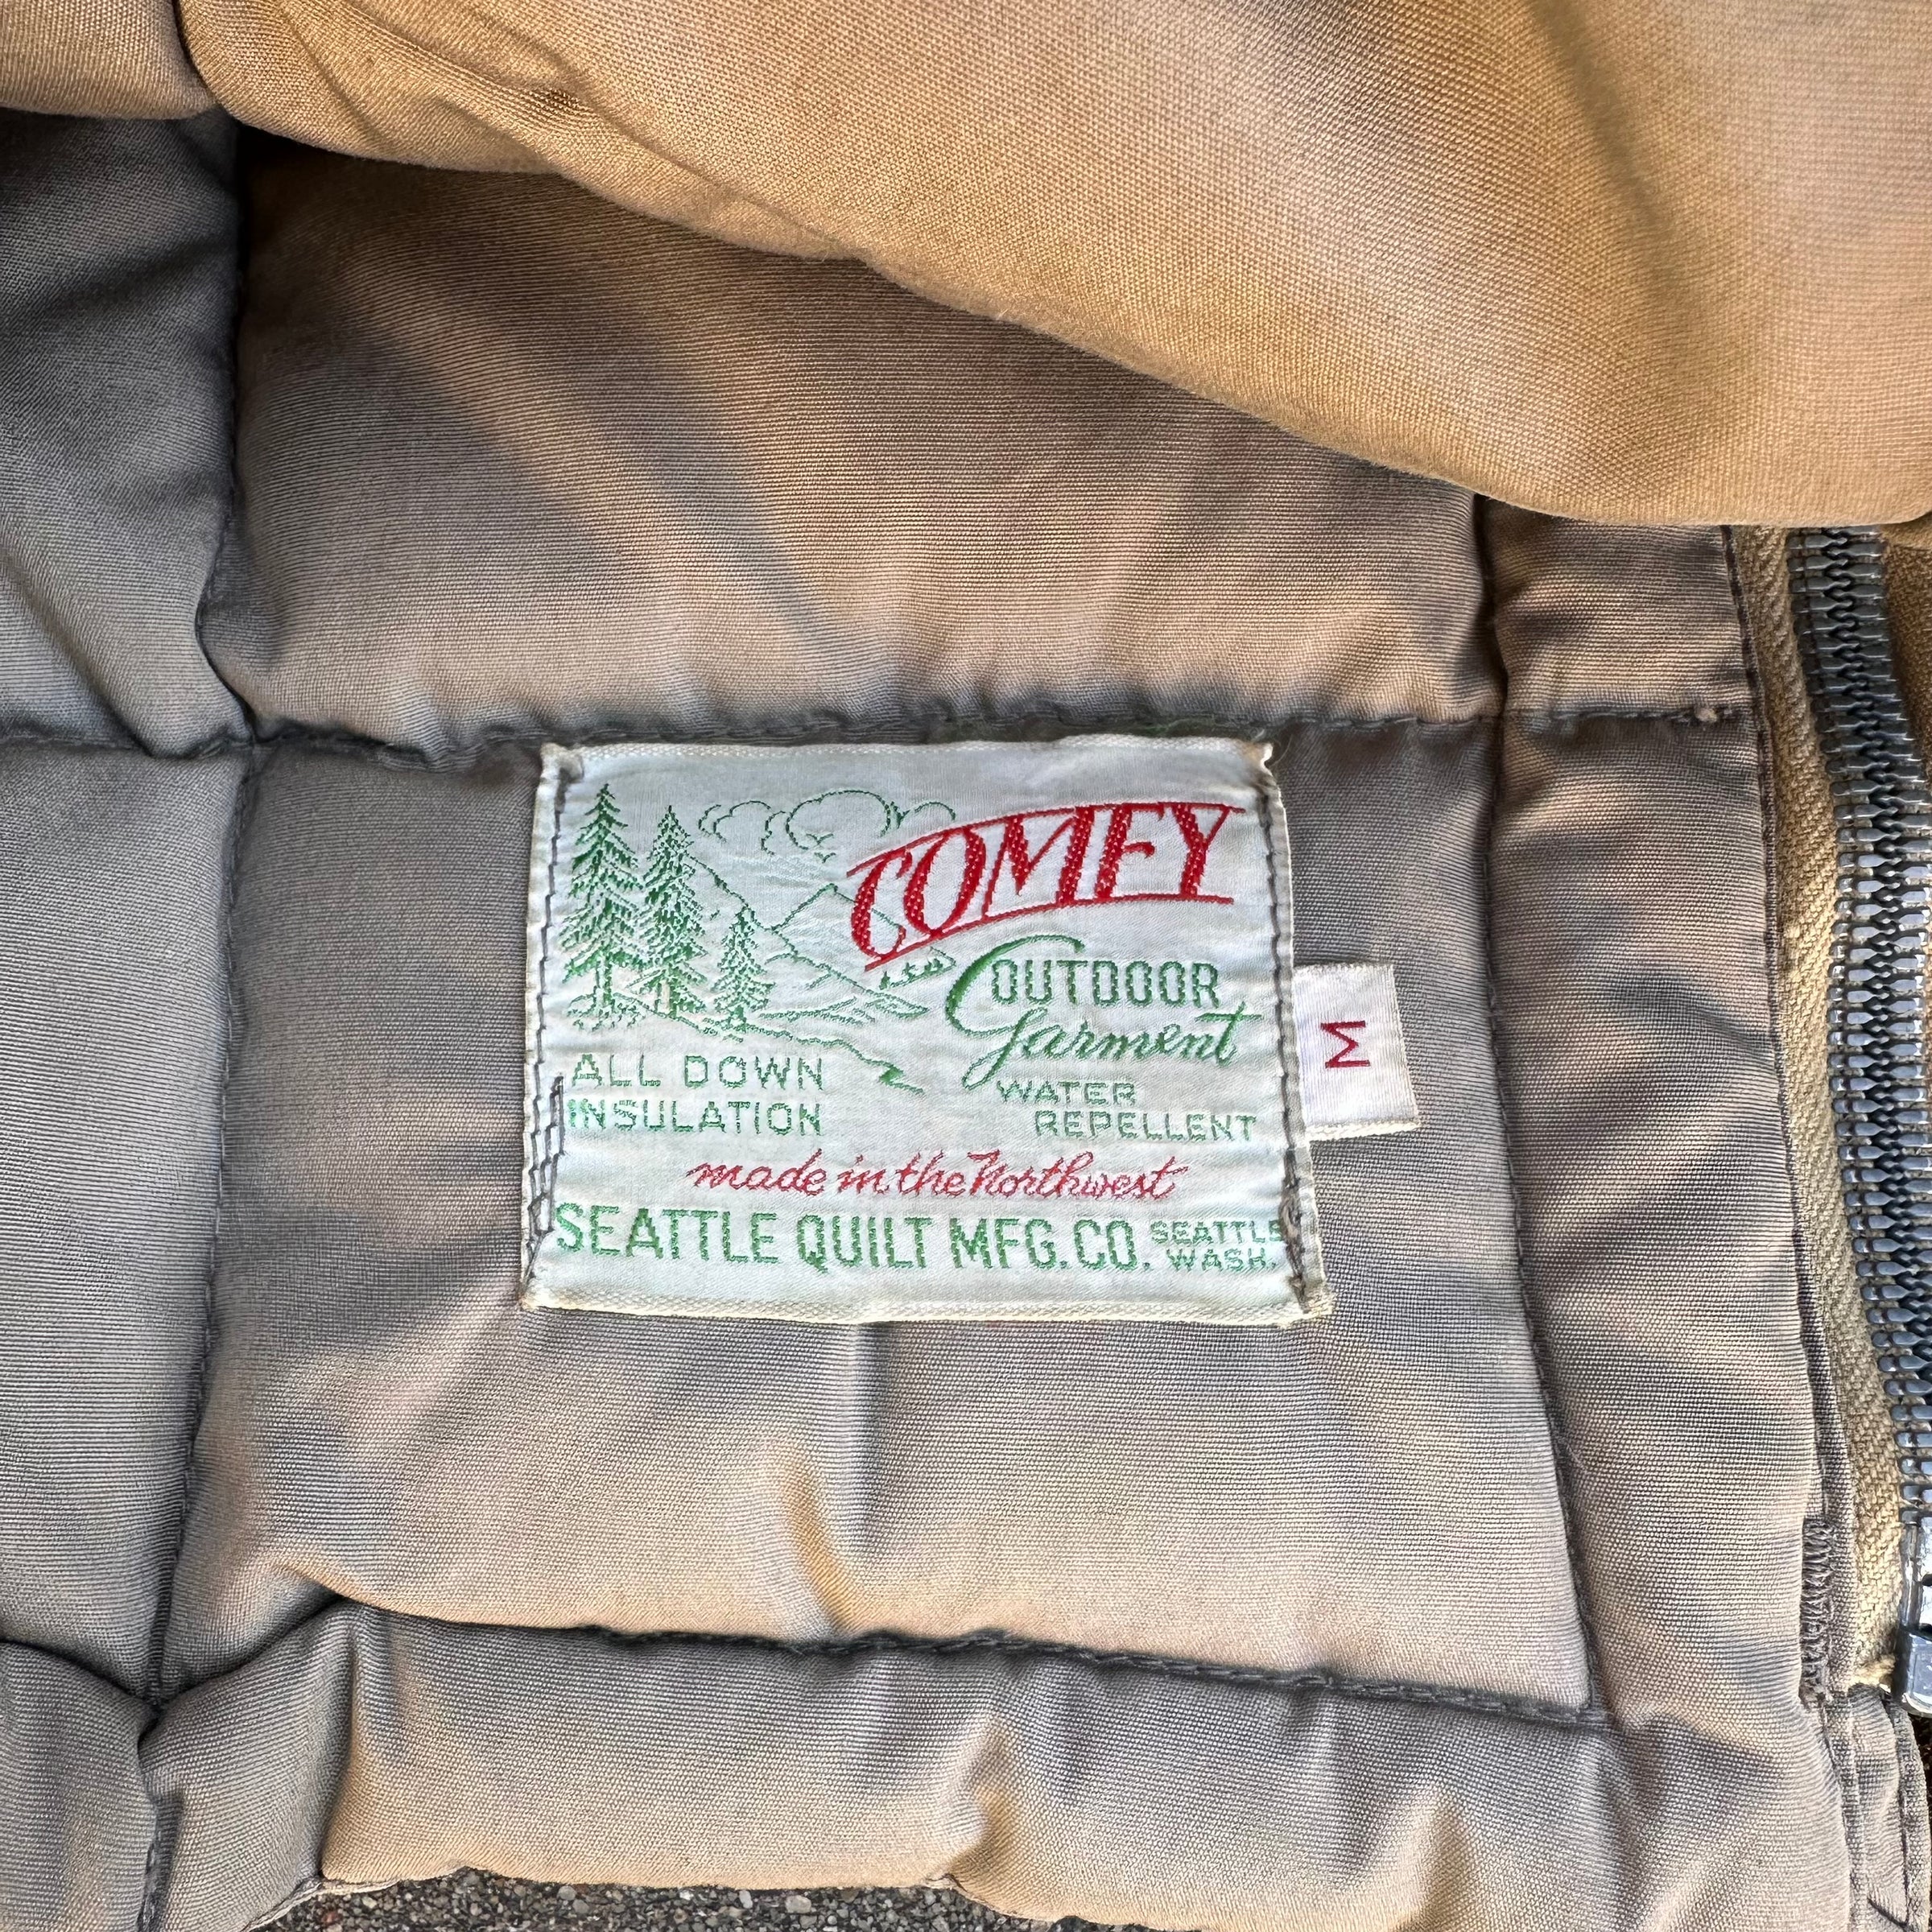 COMFY
OUTDOOR
Garment
ALL DOWN
INSULATION
WATER
REPELLENT
made in the Northwest
SEATTLE QUILT MFG. CO. SEATTLE
WASH.
M